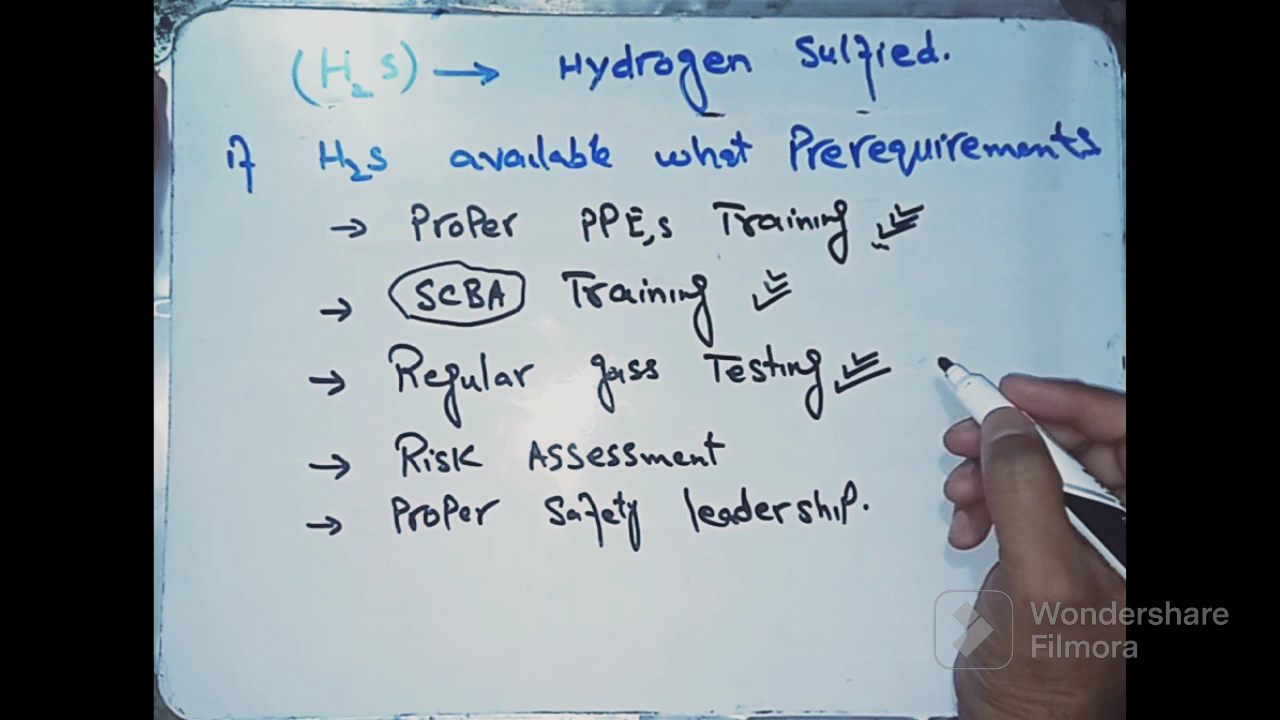 (H2S) → Hydrogen Sulfied.
if H2s available what Prerequirements
→ Proper PPE,s Training
→ SCBA Training
→ Regular gass Testing
→ Risk Assessment
→ Proper Safety leadership.
Wondershare
Filmora